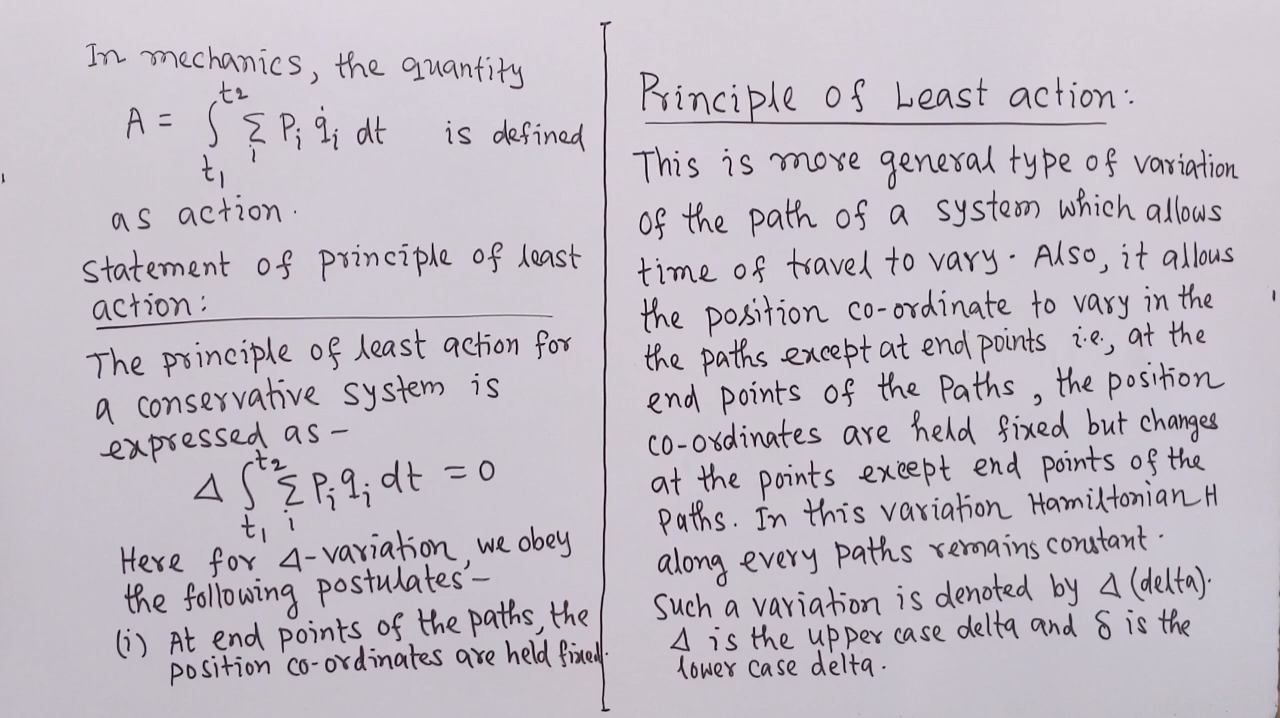 In mechanics, the quantity
A = ∫_{t1}^{t2} Σ_i Pi q̇i dt is defined
as action.
Statement of principle of least
action:
The principle of least action for
a conservative system is
expressed as -
Δ ∫_{t1}^{t2} Σ_i Pi qi dt = 0
Here for Δ-variation, we obey
the following postulates -
(i) At end points of the paths, the
position co-ordinates are held fixed.
Principle of Least action:
This is more general type of variation
of the path of a system which allows
time of travel to vary. Also, it allous
the position co-ordinate to vary in the
the paths except at end points i.e., at the
end points of the Paths, the position
co-ordinates are held fixed but changes
at the points except end points of the
Paths. In this variation Hamiltonian H
along every paths remains constant.
Such a variation is denoted by Δ (delta).
Δ is the upper case delta and δ is the
lower case delta.